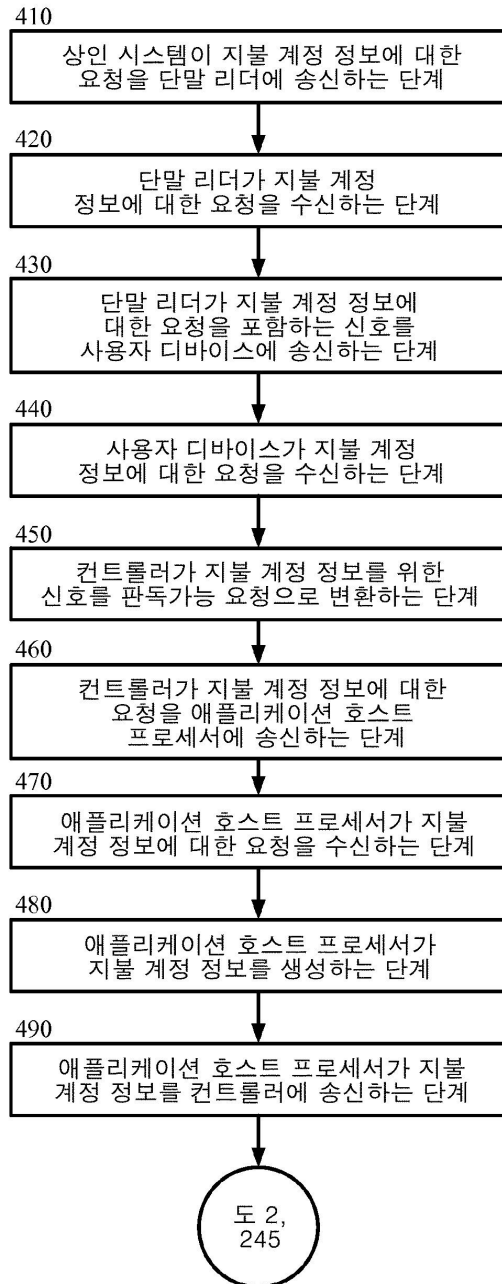 410
상인 시스템이 지불 계정 정보에 대한
요청을 단말 리더에 송신하는 단계
420
단말 리더가 지불 계정
정보에 대한 요청을 수신하는 단계
430
단말 리더가 지불 계정 정보에
대한 요청을 포함하는 신호를
사용자 디바이스에 송신하는 단계
440
사용자 디바이스가 지불 계정
정보에 대한 요청을 수신하는 단계
450
컨트롤러가 지불 계정 정보를 위한
신호를 판독가능 요청으로 변환하는 단계
460
컨트롤러가 지불 계정 정보에 대한
요청을 애플리케이션 호스트
프로세서에 송신하는 단계
470
애플리케이션 호스트 프로세서가 지불
계정 정보에 대한 요청을 수신하는 단계
480
애플리케이션 호스트 프로세서가
지불 계정 정보를 생성하는 단계
490
애플리케이션 호스트 프로세서가 지불
계정 정보를 컨트롤러에 송신하는 단계
도 2,
245